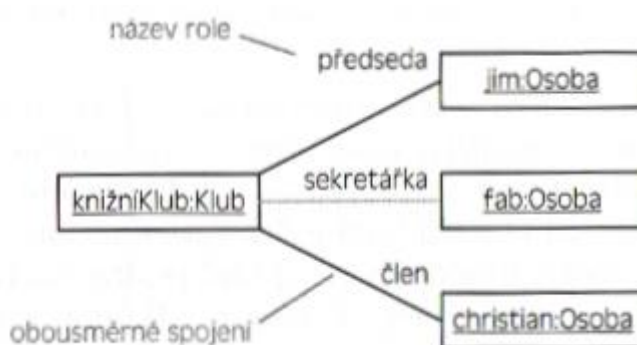 název role
předseda
jim:Osoba
knižníKlub:Klub
sekretářka
fab:Osoba
člen
christian:Osoba
obousměrné spojení